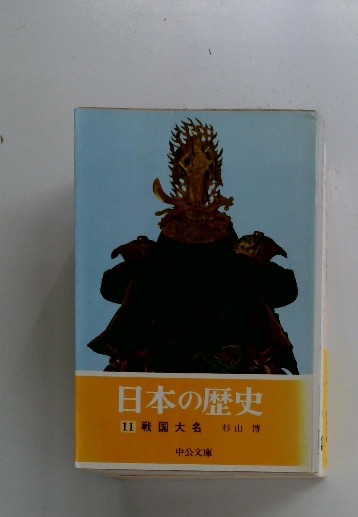 日本の歴史
11 戦国大名 杉山 博
中公文庫